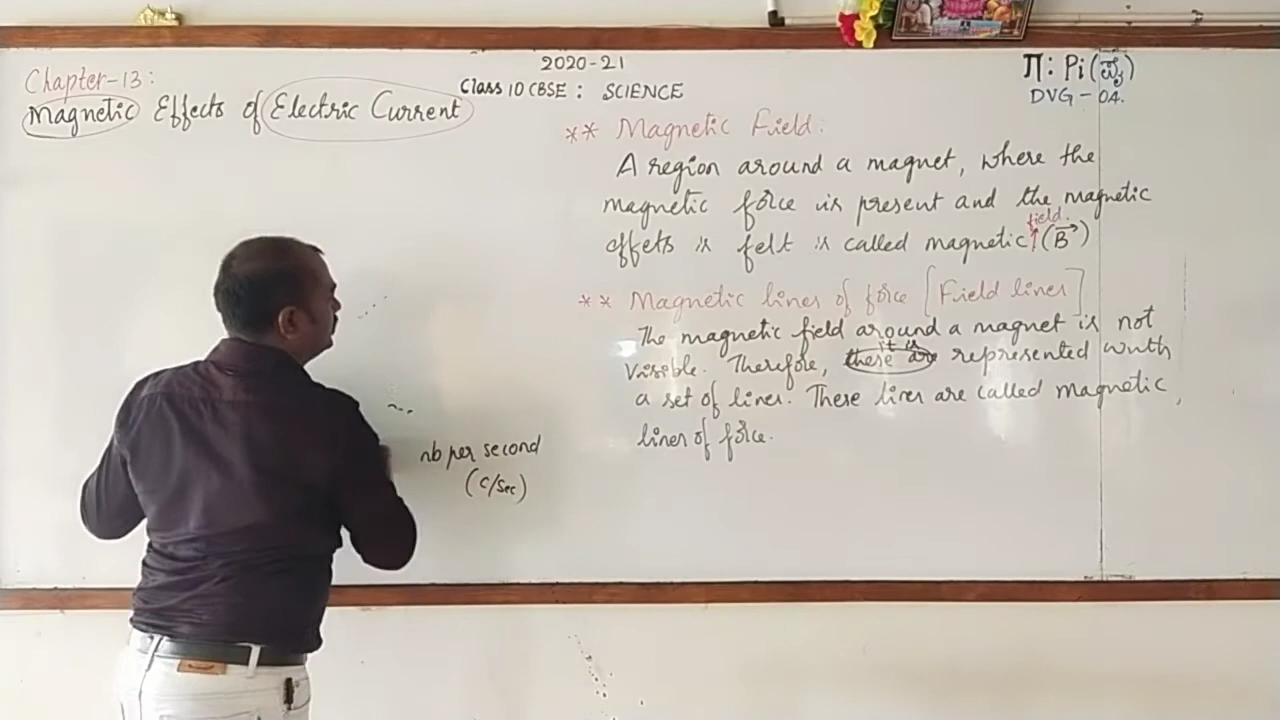 2020-21
Class 10 CBSE : SCIENCE
Π: Pi (ಪೈ)
DVG - 04.
Chapter-13:
Magnetic Effects of Electric Current
** Magnetic Field:
A region around a magnet, where the
magnetic force is present and the magnetic
effets is felt is called magnetic field. (B→)
** Magnetic lines of force [Field lines]
The magnetic field around a magnet is not
visible. Therefore, it is these are represented with
a set of lines. These lines are called magnetic
lines of force.
nb per second
(C/sec)